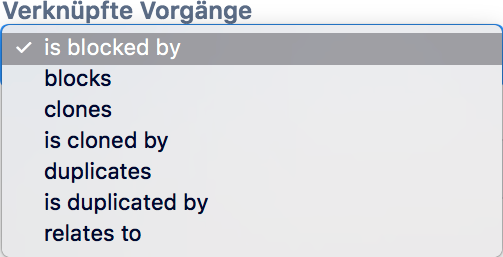 Verknüpfte Vorgänge
✓ is blocked by
blocks
clones
is cloned by
duplicates
is duplicated by
relates to